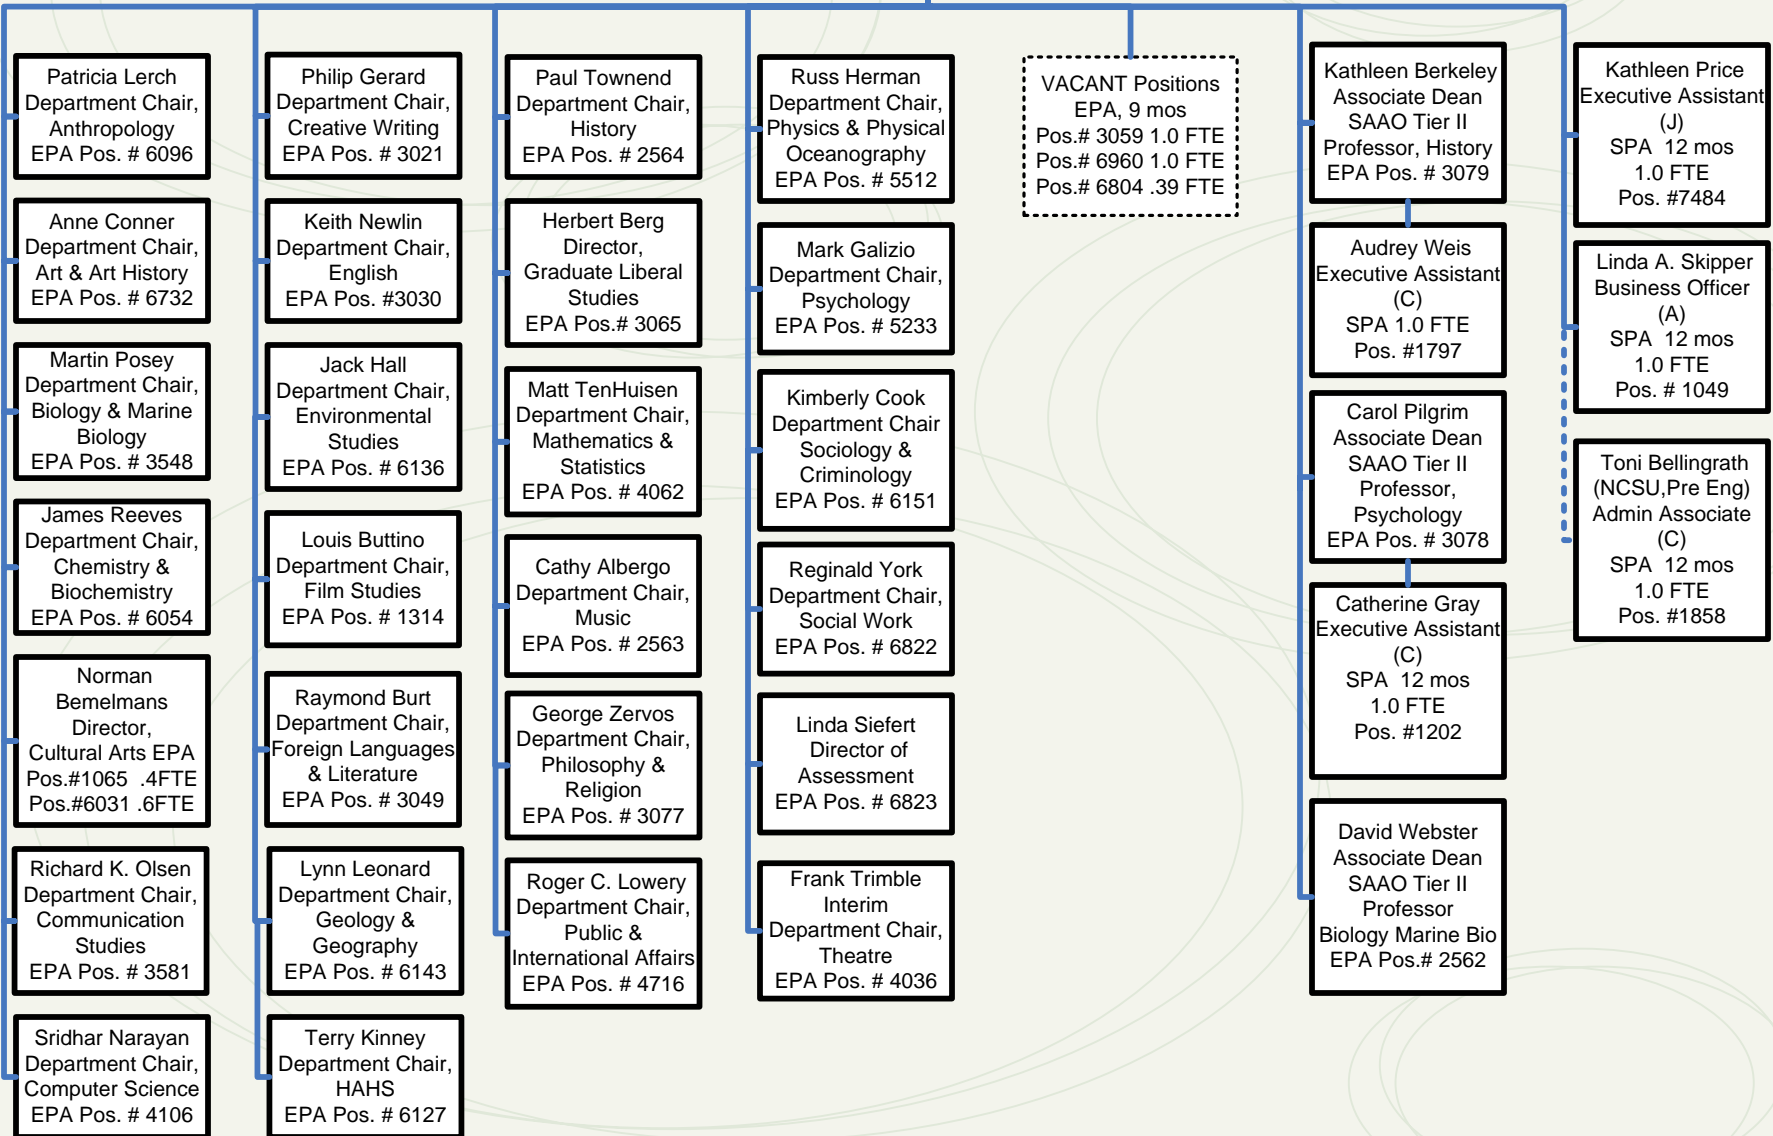 Patricia Lerch
Department Chair,
Anthropology
EPA Pos. # 6096
Anne Conner
Department Chair,
Art & Art History
EPA Pos. # 6732
Martin Posey
Department Chair,
Biology & Marine
Biology
EPA Pos. # 3548
James Reeves
Department Chair,
Chemistry &
Biochemistry
EPA Pos. # 6054
Norman
Bemelmans
Director,
Cultural Arts EPA
Pos.#1065 .4FTE
Pos.#6031 .6FTE
Richard K. Olsen
Department Chair,
Communication
Studies
EPA Pos. # 3581
Sridhar Narayan
Department Chair,
Computer Science
EPA Pos. # 4106
Philip Gerard
Department Chair,
Creative Writing
EPA Pos. # 3021
Keith Newlin
Department Chair,
English
EPA Pos. #3030
Jack Hall
Department Chair,
Environmental
Studies
EPA Pos. # 6136
Louis Buttino
Department Chair,
Film Studies
EPA Pos. # 1314
Raymond Burt
Department Chair,
Foreign Languages
& Literature
EPA Pos. # 3049
Lynn Leonard
Department Chair,
Geology &
Geography
EPA Pos. # 6143
Terry Kinney
Department Chair,
HAHS
EPA Pos. # 6127
Paul Townend
Department Chair,
History
EPA Pos. # 2564
Herbert Berg
Director,
Graduate Liberal
Studies
EPA Pos.# 3065
Matt TenHuisen
Department Chair,
Mathematics &
Statistics
EPA Pos. # 4062
Cathy Albergo
Department Chair,
Music
EPA Pos. # 2563
George Zervos
Department Chair,
Philosophy &
Religion
EPA Pos. # 3077
Roger C. Lowery
Department Chair,
Public &
International Affairs
EPA Pos. # 4716
Russ Herman
Department Chair,
Physics & Physical
Oceanography
EPA Pos. # 5512
Mark Galizio
Department Chair,
Psychology
EPA Pos. # 5233
Kimberly Cook
Department Chair
Sociology &
Criminology
EPA Pos. # 6151
Reginald York
Department Chair,
Social Work
EPA Pos. # 6822
Linda Siefert
Director of
Assessment
EPA Pos. # 6823
Frank Trimble
Interim
Department Chair,
Theatre
EPA Pos. # 4036
VACANT Positions
EPA, 9 mos
Pos.# 3059 1.0 FTE
Pos.# 6960 1.0 FTE
Pos.# 6804 .39 FTE
Kathleen Berkeley
Associate Dean
SAAO Tier II
Professor, History
EPA Pos. # 3079
Audrey Weis
Executive Assistant
(C)
SPA 1.0 FTE
Pos. #1797
Carol Pilgrim
Associate Dean
SAAO Tier II
Professor,
Psychology
EPA Pos. # 3078
Catherine Gray
Executive Assistant
(C)
SPA 12 mos
1.0 FTE
Pos. #1202
David Webster
Associate Dean
SAAO Tier II
Professor
Biology Marine Bio
EPA Pos.# 2562
Kathleen Price
Executive Assistant
(J)
SPA 12 mos
1.0 FTE
Pos. #7484
Linda A. Skipper
Business Officer
(A)
SPA 12 mos
1.0 FTE
Pos. # 1049
Toni Bellingrath
(NCSU,Pre Eng)
Admin Associate
(C)
SPA 12 mos
1.0 FTE
Pos. #1858